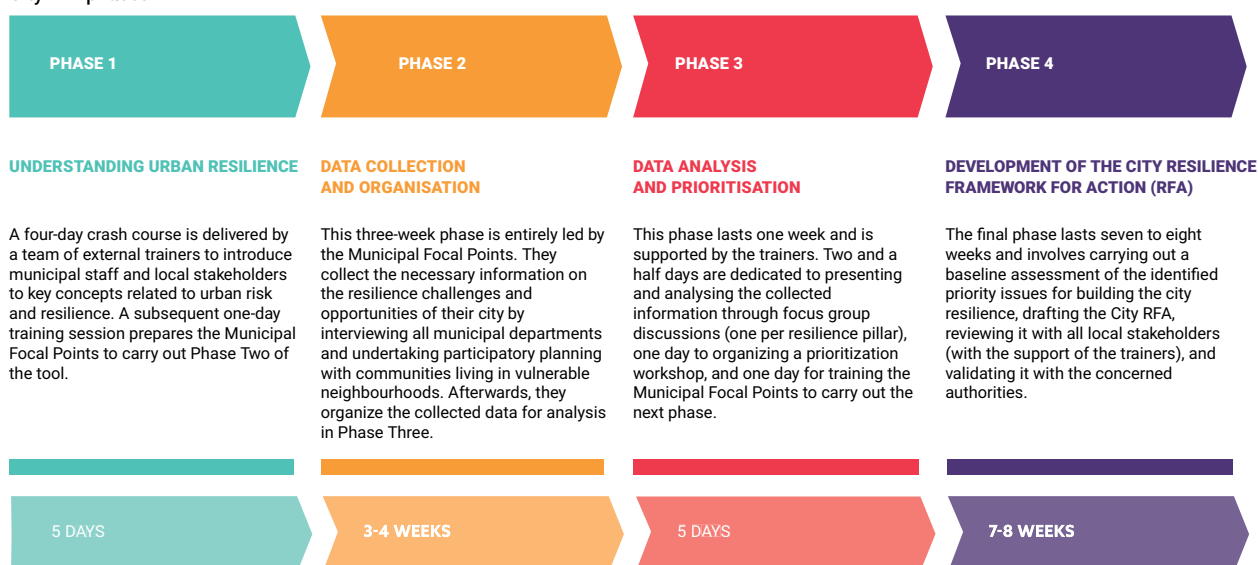 PHASE 1
PHASE 2
PHASE 3
PHASE 4
UNDERSTANDING URBAN RESILIENCE
A four-day crash course is delivered by
a team of external trainers to introduce
municipal staff and local stakeholders
to key concepts related to urban risk
and resilience. A subsequent one-day
training session prepares the Municipal
Focal Points to carry out Phase Two of
the tool.
DATA COLLECTION
AND ORGANISATION
This three-week phase is entirely led by
the Municipal Focal Points. They
collect the necessary information on
the resilience challenges and
opportunities of their city by
interviewing all municipal departments
and undertaking participatory planning
with communities living in vulnerable
neighbourhoods. Afterwards, they
organize the collected data for analysis
in Phase Three.
DATA ANALYSIS
AND PRIORITISATION
This phase lasts one week and is
supported by the trainers. Two and a
half days are dedicated to presenting
and analysing the collected
information through focus group
discussions (one per resilience pillar),
one day to organizing a prioritization
workshop, and one day for training the
Municipal Focal Points to carry out the
next phase.
DEVELOPMENT OF THE CITY RESILIENCE
FRAMEWORK FOR ACTION (RFA)
The final phase lasts seven to eight
weeks and involves carrying out a
baseline assessment of the identified
priority issues for building the city
resilience, drafting the City RFA,
reviewing it with all local stakeholders
(with the support of the trainers), and
validating it with the concerned
authorities.
5 DAYS
3-4 WEEKS
5 DAYS
7-8 WEEKS